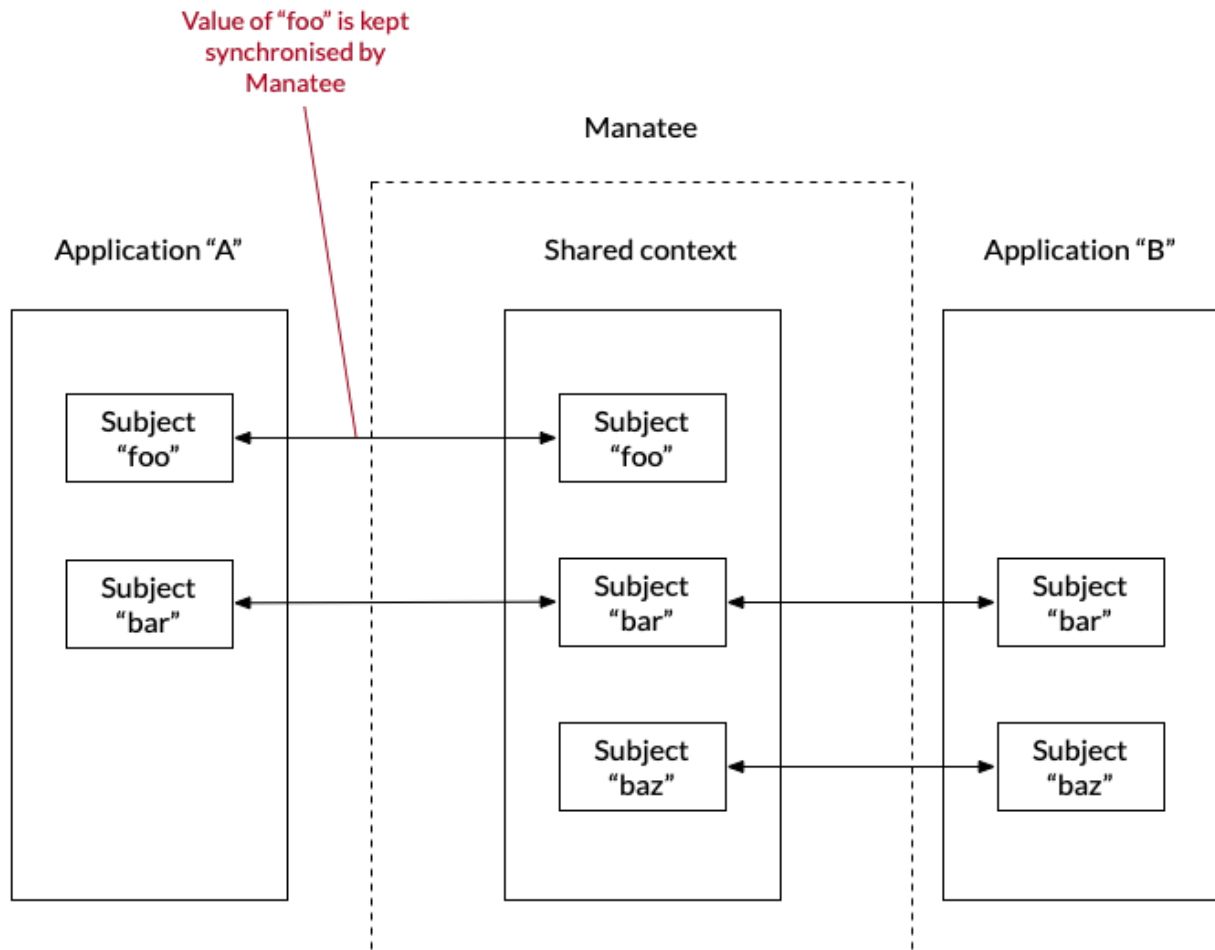 Value of “foo” is kept
synchronised by
Manatee
Manatee
Application “A”
Shared context
Application “B”
Subject
“foo”
Subject
“foo”
Subject
“bar”
Subject
“bar”
Subject
“bar”
Subject
“baz”
Subject
“baz”